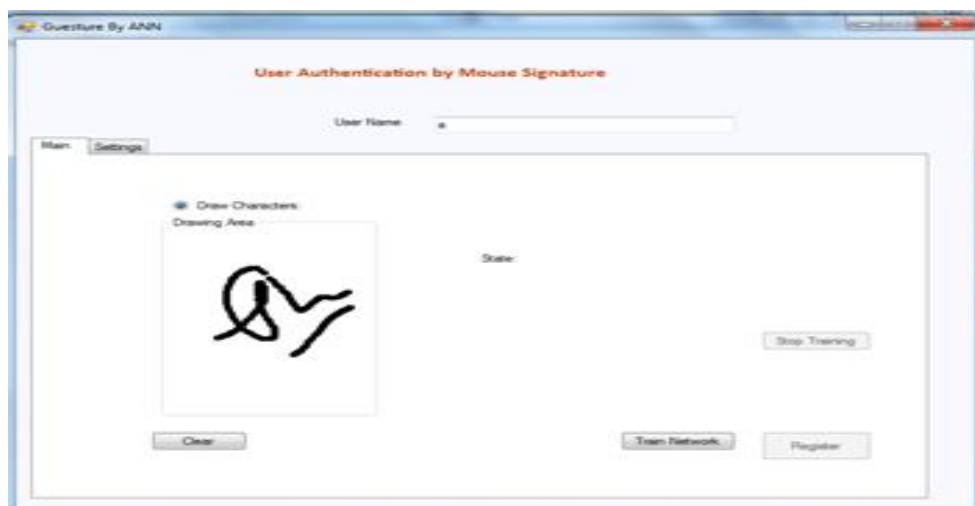 Guesture By ANN
User Authentication by Mouse Signature
User Name
Main Settings
Draw Characters
Drawing Area
State:
Stop Training
Clear Train Network Register